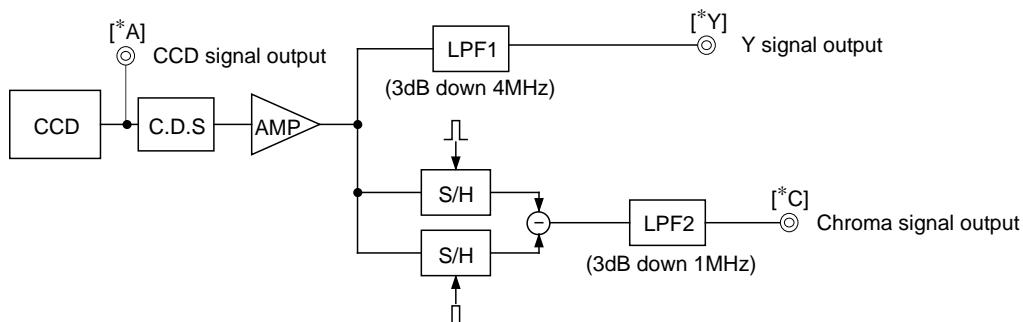 [*A]
CCD signal output
[*Y]
Y signal output
LPF1
(3dB down 4MHz)
CCD
C.D.S
AMP
S/H
[*C]
−
LPF2
Chroma signal output
S/H
(3dB down 1MHz)